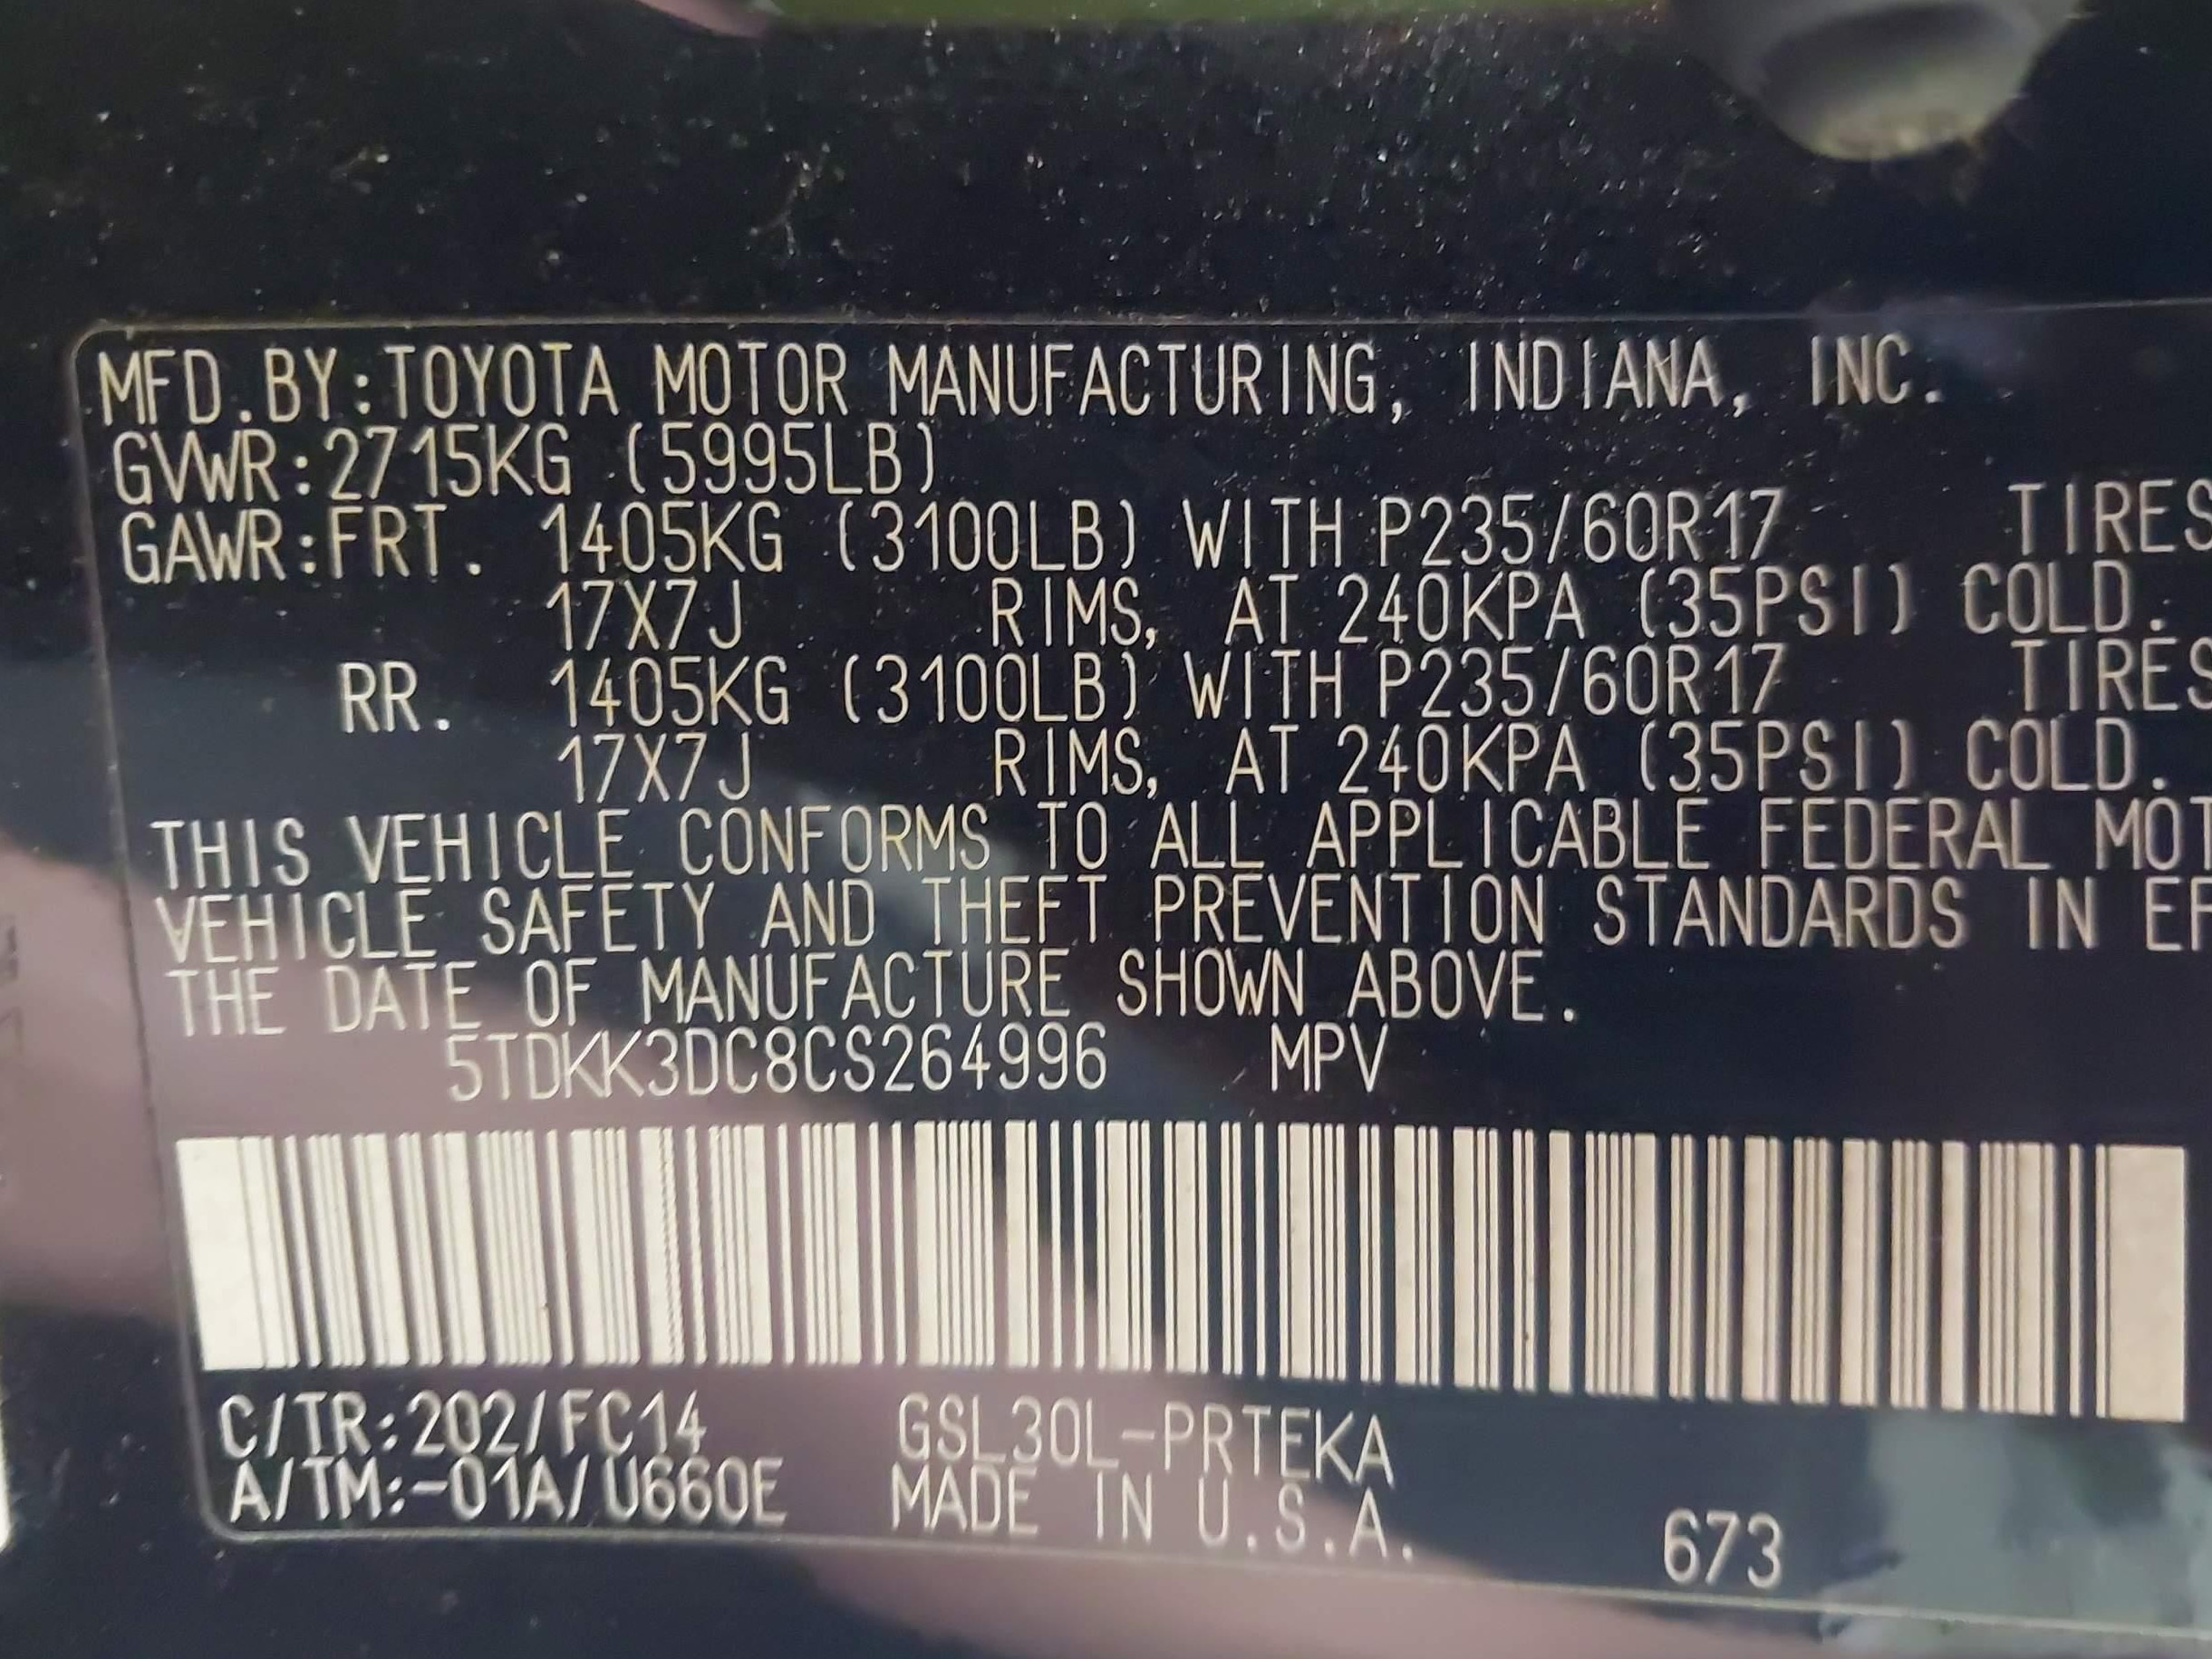 MFD.BY:TOYOTA MOTOR MANUFACTURING, INDIANA, INC.
GVWR:2715KG (5995LB)
GAWR:FRT. 1405KG (3100LB) WITH P235/60R17 TIRES
17X7J RIMS, AT 240KPA (35PSI) COLD.
RR. 1405KG (3100LB) WITH P235/60R17 TIRES
17X7J RIMS, AT 240KPA (35PSI) COLD.
THIS VEHICLE CONFORMS TO ALL APPLICABLE FEDERAL MOT
VEHICLE SAFETY AND THEFT PREVENTION STANDARDS IN EF
THE DATE OF MANUFACTURE SHOWN ABOVE.
5TDKK3DC8CS264996 MPV
C/TR:202/FC14 GSL30L-PRTEKA
A/TM:-01A/U660E MADE IN U.S.A.
673